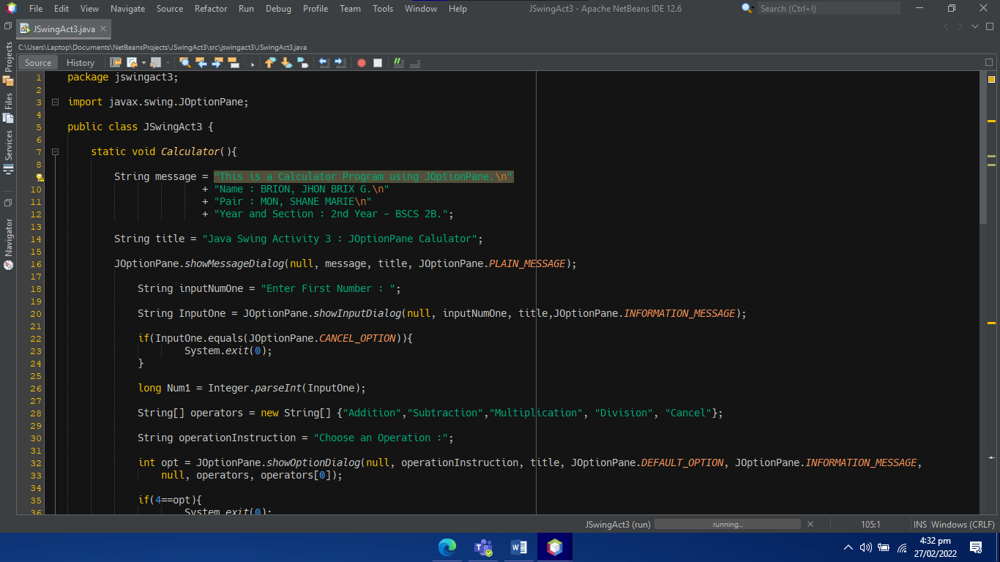 File Edit View Navigate Source Refactor Run Debug Profile Team Tools Window Help
JSwingAct3 - Apache NetBeans IDE 12.6
Search (Ctrl+I)
JSwingAct3.java
C:\Users\Laptop\Documents\NetBeansProjects\JSwingAct3\src\jswingact3\JSwingAct3.java
Source History
Projects
Files
Services
Navigator
1 package jswingact3;
2
3 import javax.swing.JOptionPane;
4
5 public class JSwingAct3 {
6
7 static void Calculator(){
8
String message = "This is a Calculator Program using JOptionPane.\n"
10 + "Name : BRION, JHON BRIX G.\n"
11 + "Pair : MON, SHANE MARIE\n"
12 + "Year and Section : 2nd Year - BSCS 2B.";
13
14 String title = "Java Swing Activity 3 : JOptionPane Calulator";
15
16 JOptionPane.showMessageDialog(null, message, title, JOptionPane.PLAIN_MESSAGE);
17
18 String inputNumOne = "Enter First Number : ";
19
20 String InputOne = JOptionPane.showInputDialog(null, inputNumOne, title,JOptionPane.INFORMATION_MESSAGE);
21
22 if(InputOne.equals(JOptionPane.CANCEL_OPTION)){
23 System.exit(0);
24 }
25
26 long Num1 = Integer.parseInt(InputOne);
27
28 String[] operators = new String[] {"Addition","Subtraction","Multiplication", "Division", "Cancel"};
29
30 String operationInstruction = "Choose an Operation :";
31
32 int opt = JOptionPane.showOptionDialog(null, operationInstruction, title, JOptionPane.DEFAULT_OPTION, JOptionPane.INFORMATION_MESSAGE,
33 null, operators, operators[0]);
34
35 if(4==opt){
36 System.exit(0);
JSwingAct3 (run) running... 105:1 INS Windows (CRLF)
4:32 pm
27/02/2022